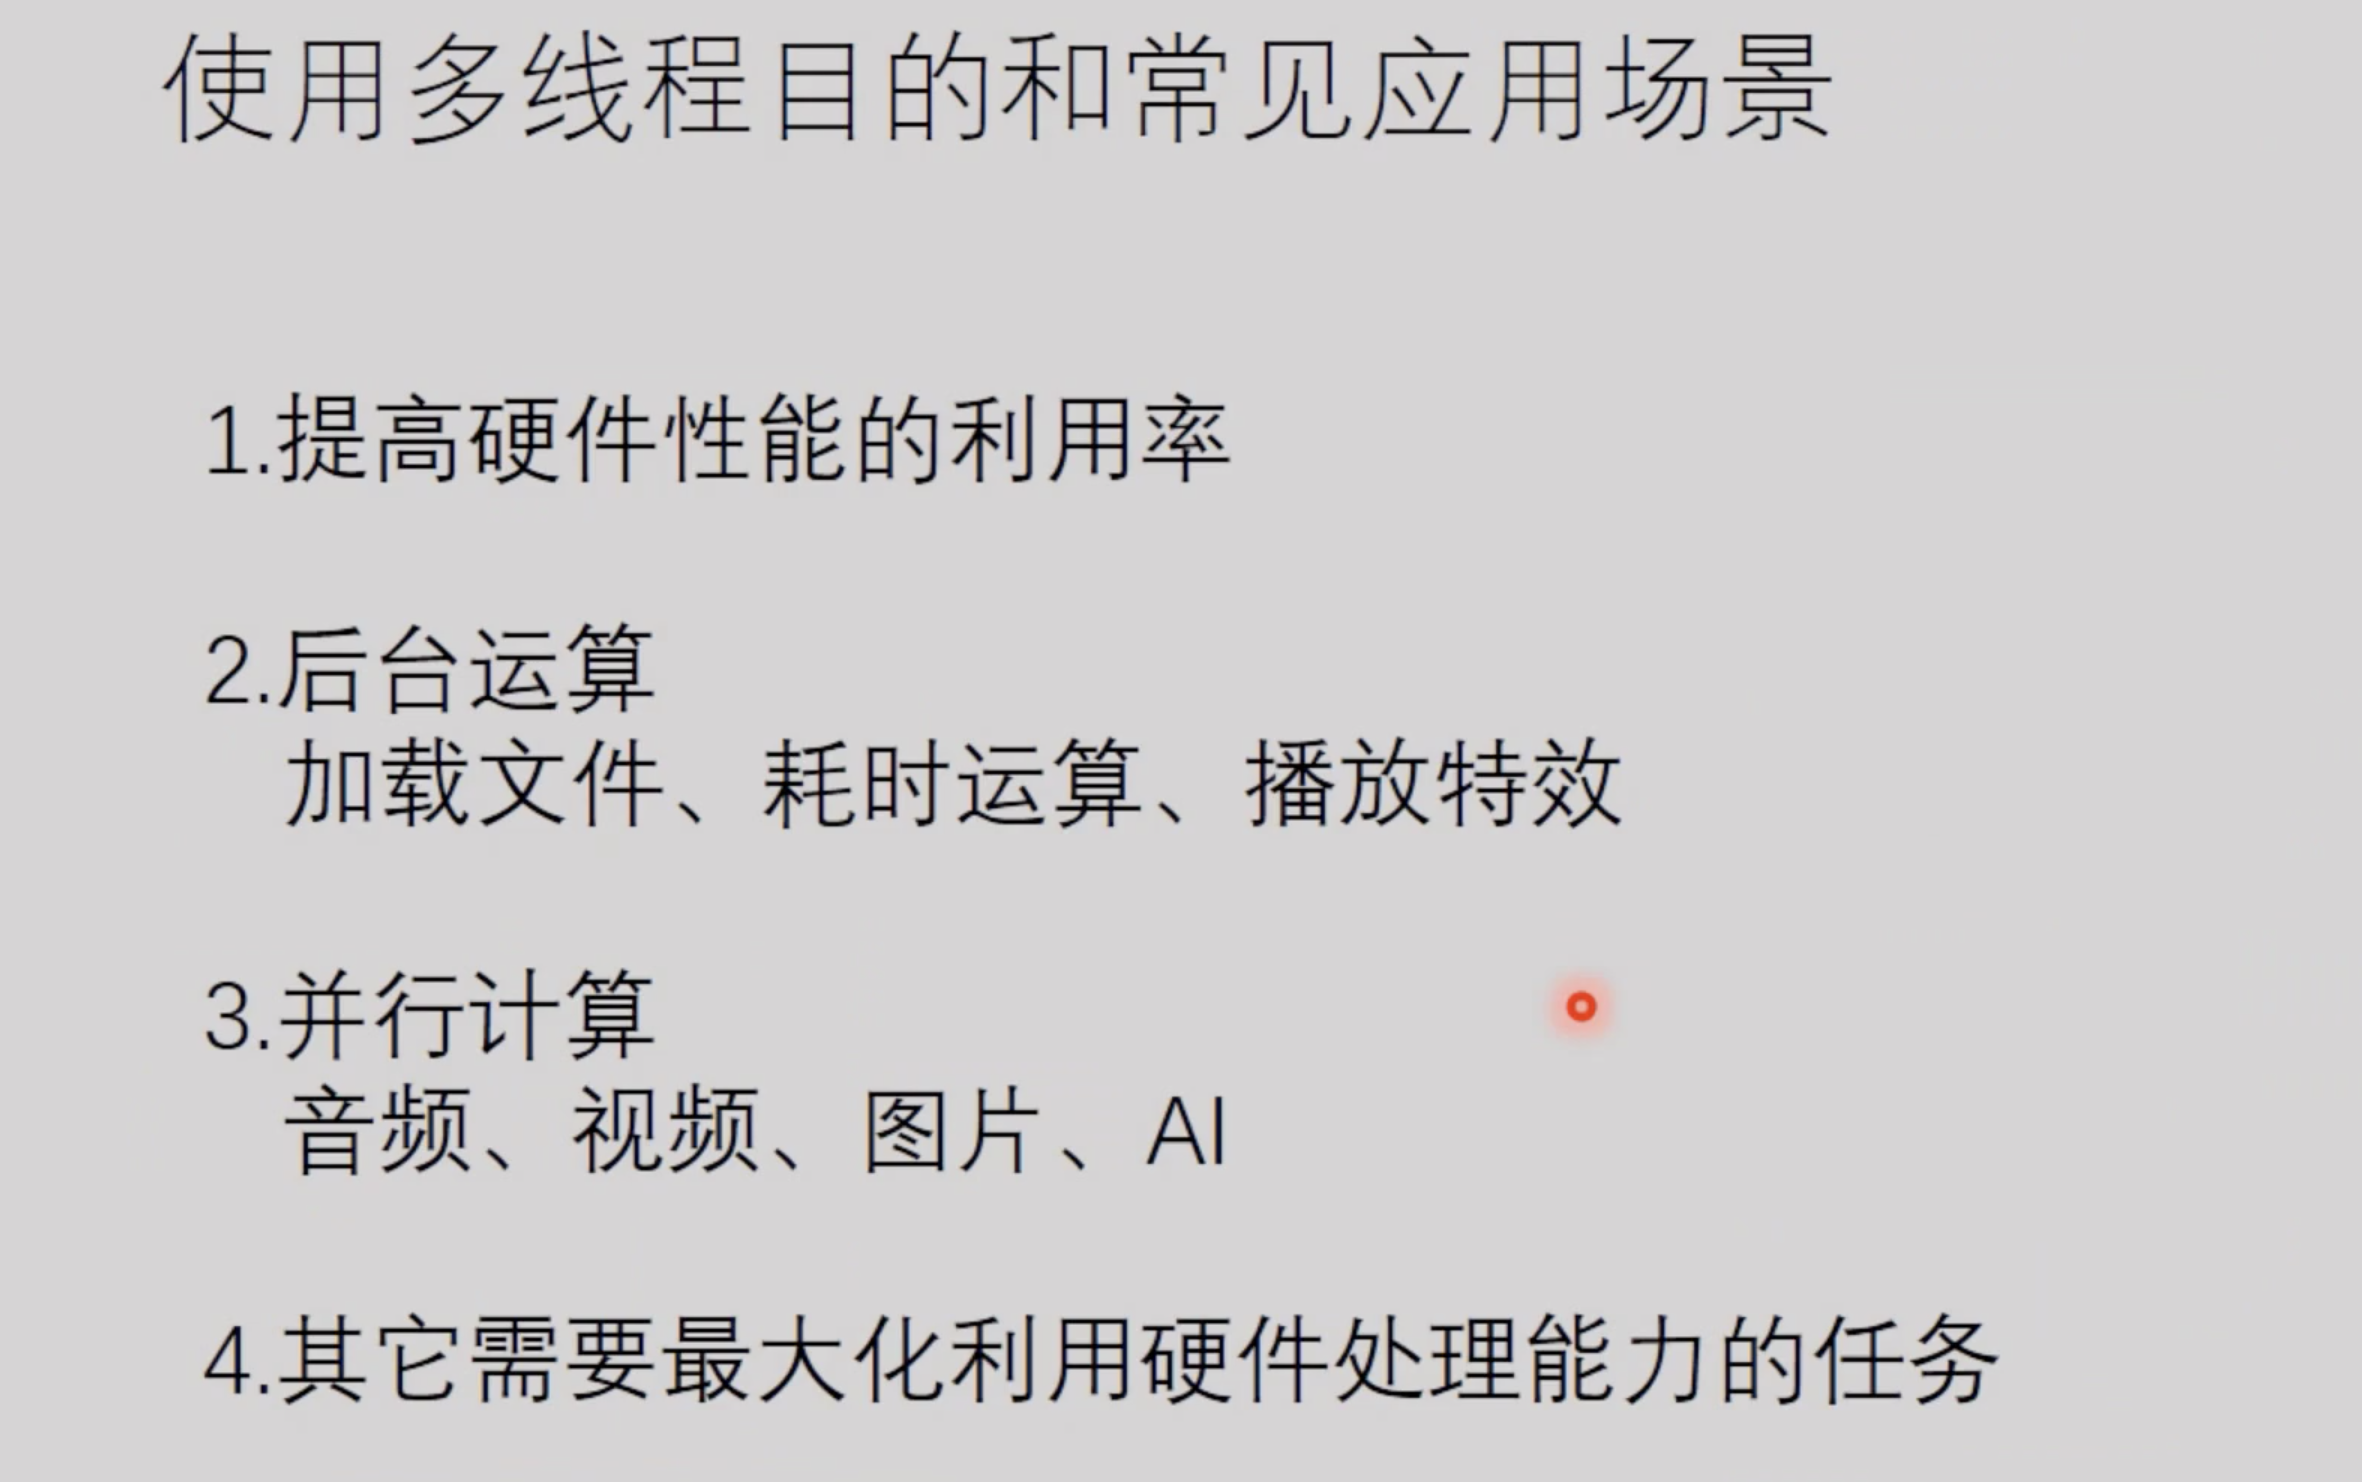 使用多线程目的和常见应用场景
1.提高硬件性能的利用率
2.后台运算
加载文件、耗时运算、播放特效
3.并行计算
音频、视频、图片、AI
4.其它需要最大化利用硬件处理能力的任务